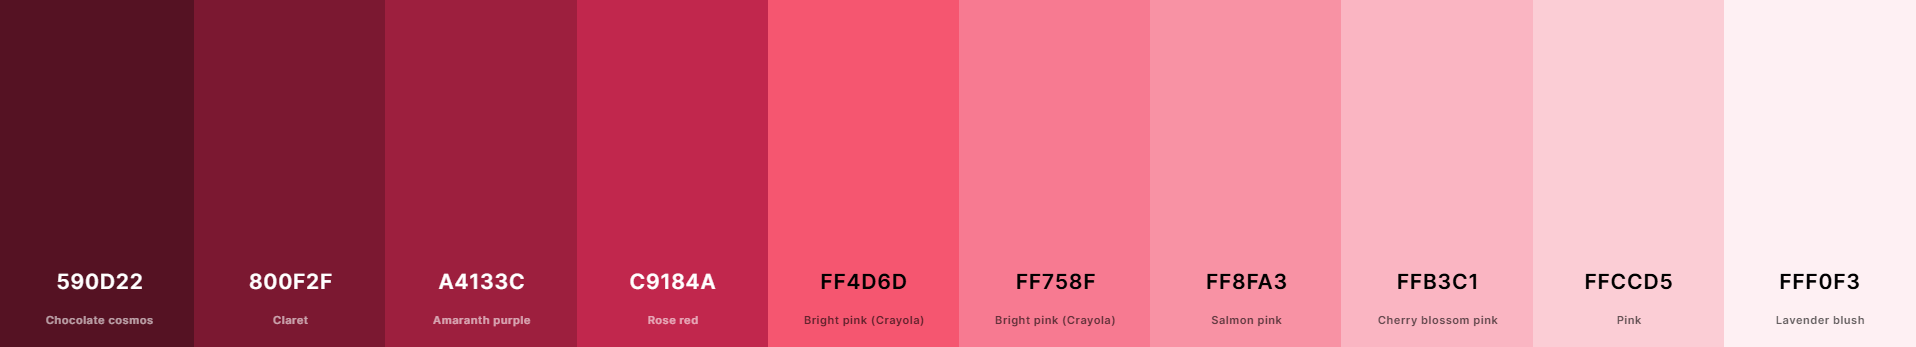 590D22
Chocolate cosmos
800F2F
Claret
A4133C
Amaranth purple
C9184A
Rose red
FF4D6D
Bright pink (Crayola)
FF758F
Bright pink (Crayola)
FF8FA3
Salmon pink
FFB3C1
Cherry blossom pink
FFCCD5
Pink
FFF0F3
Lavender blush